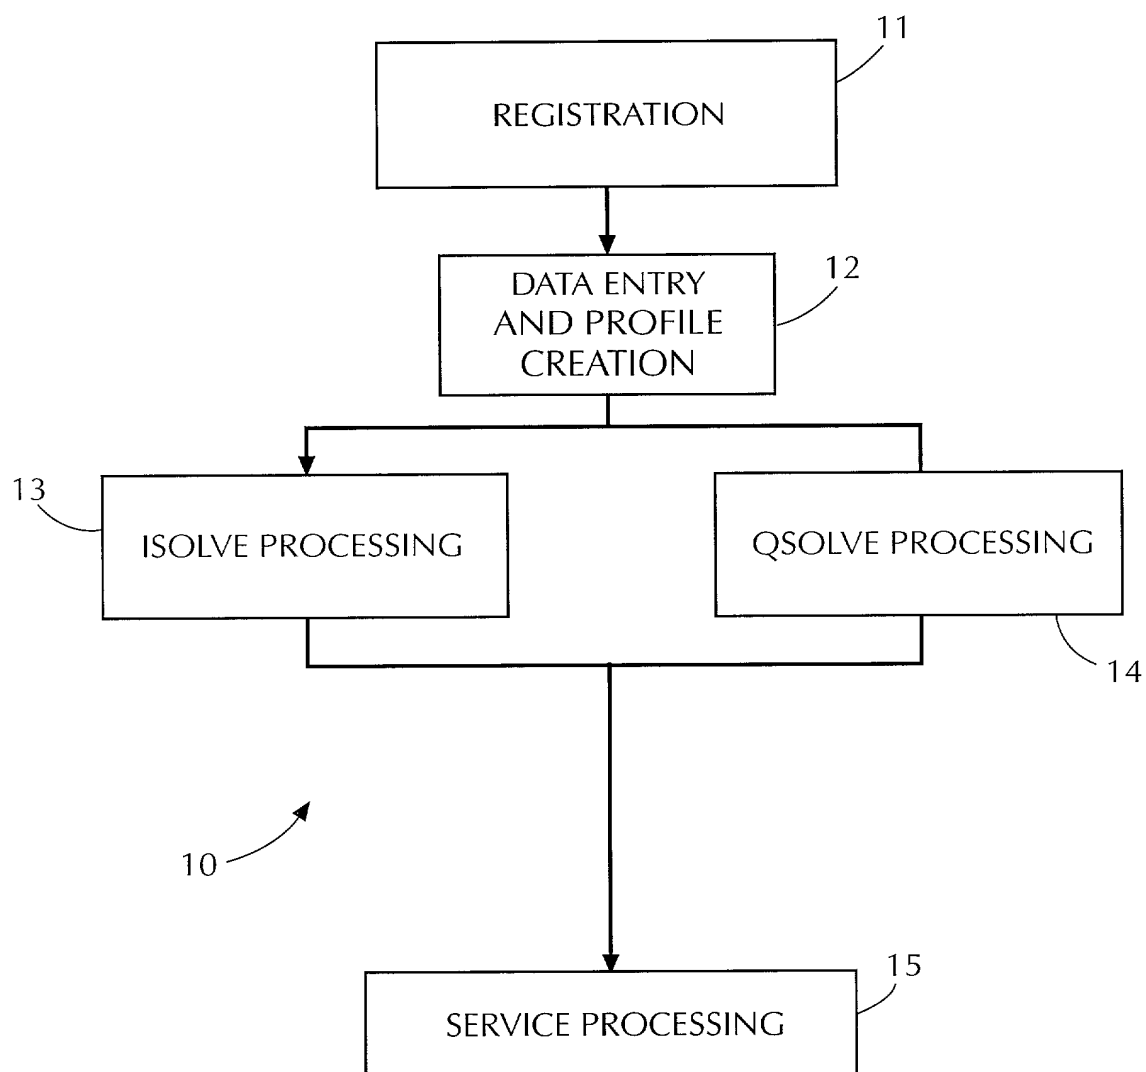 11
REGISTRATION
12
DATA ENTRY
AND PROFILE
CREATION
13
ISOLVE PROCESSING
QSOLVE PROCESSING
14
10
15
SERVICE PROCESSING